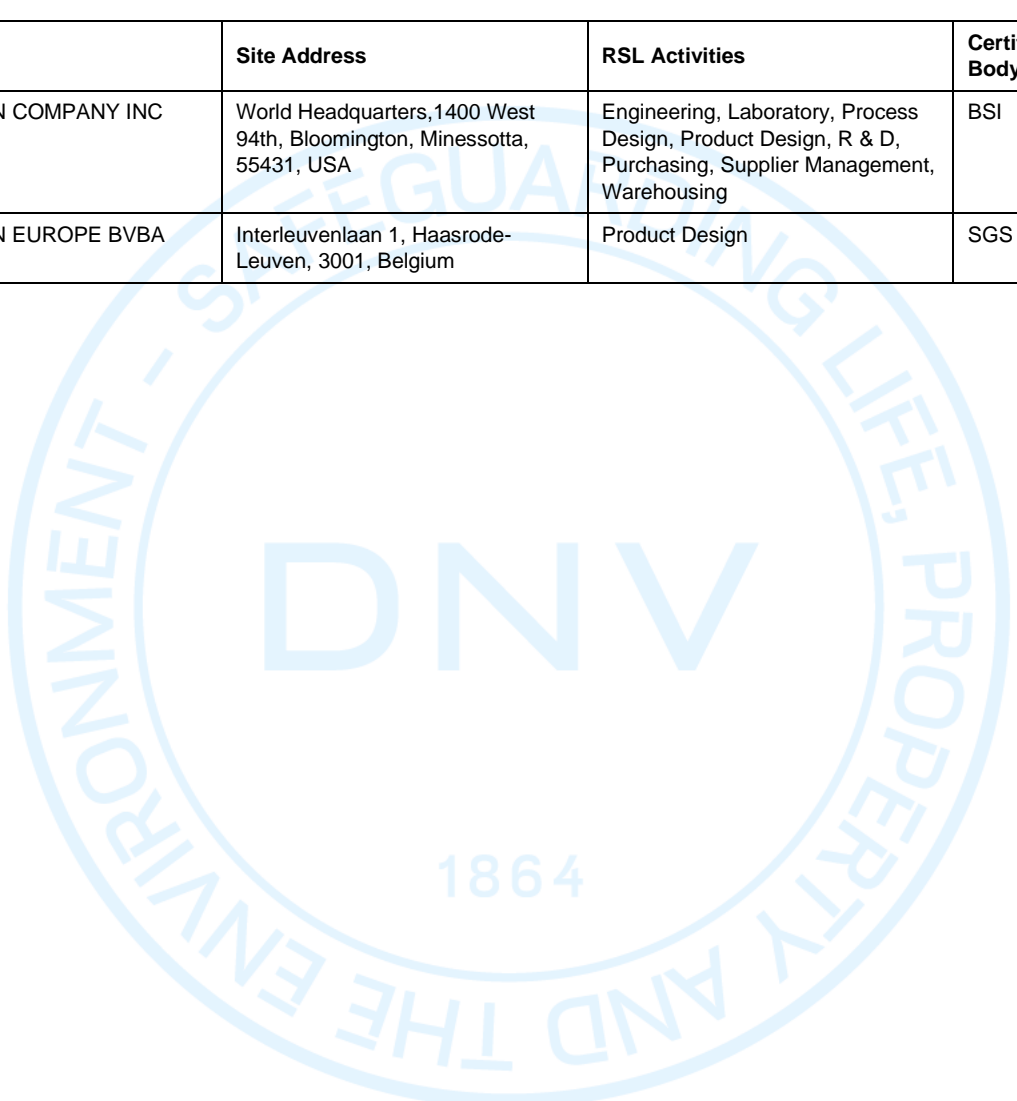 Site Address RSL Activities Certi
Body
N COMPANY INC World Headquarters,1400 West Engineering, Laboratory, Process BSI
94th, Bloomington, Minessotta, Design, Product Design, R & D,
55431, USA Purchasing, Supplier Management,
Warehousing
N EUROPE BVBA Interleuvenlaan 1, Haasrode- Product Design SGS
Leuven, 3001, Belgium
SAFEGUARDING LIFE, PROPERTY AND THE ENVIRONMENT -
DNV
1864